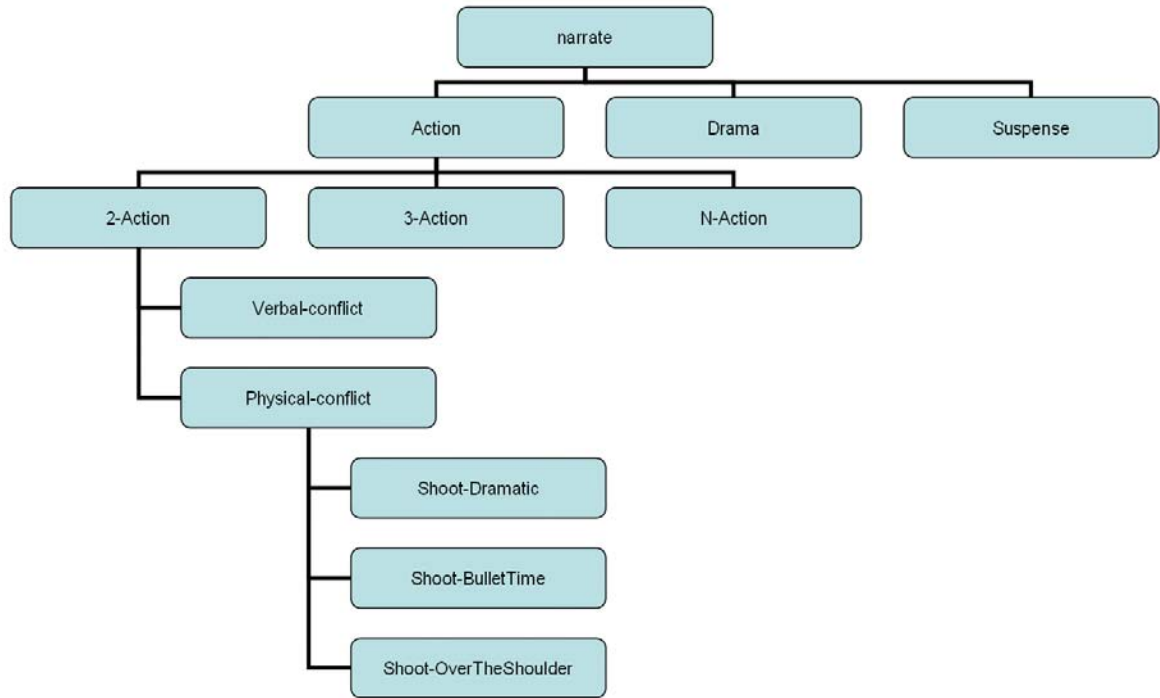 narrate
Action
Drama
Suspense
2-Action
3-Action
N-Action
Verbal-conflict
Physical-conflict
Shoot-Dramatic
Shoot-BulletTime
Shoot-OverTheShoulder